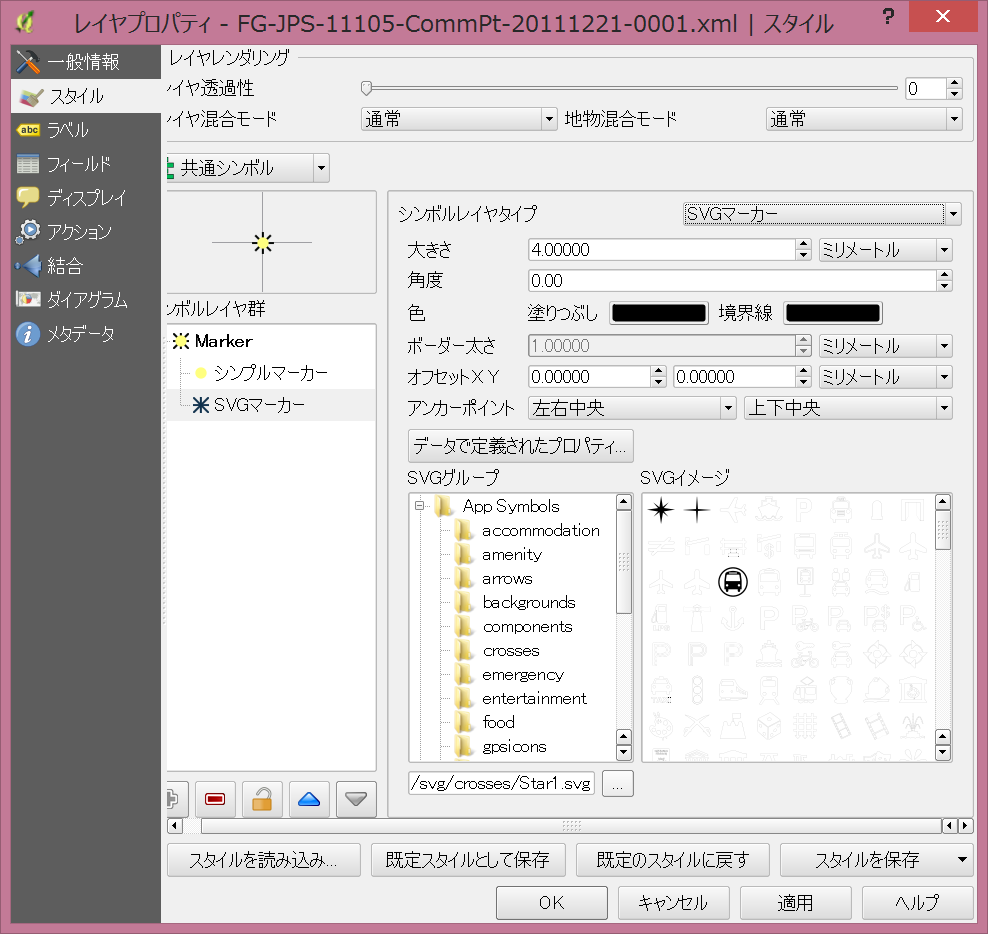 レイヤプロパティ - FG-JPS-11105-CommPt-20111221-0001.xml | スタイル
?
一般情報
スタイル
abc ラベル
フィールド
ディスプレイ
アクション
結合
ダイアグラム
メタデータ
レイヤレンダリング
イヤ透過性
0
イヤ混合モード
通常
地物混合モード
通常
共通シンボル
ンボルレイヤ群
Marker
シンプルマーカー
SVGマーカー
シンボルレイヤタイプ
SVGマーカー
大きさ
4.00000
ミリメートル
角度
0.00
色
塗りつぶし
境界線
ボーダー太さ
1.00000
ミリメートル
オフセットX Y
0.00000
0.00000
ミリメートル
アンカーポイント
左右中央
上下中央
データで定義されたプロパティ...
SVGグループ
App Symbols
accommodation
amenity
arrows
backgrounds
components
crosses
emergency
entertainment
food
gpsicons
SVGイメージ
/svg/crosses/Star1.svg
...
スタイルを読み込み...
既定スタイルとして保存
既定のスタイルに戻す
スタイルを保存
OK
キャンセル
適用
ヘルプ